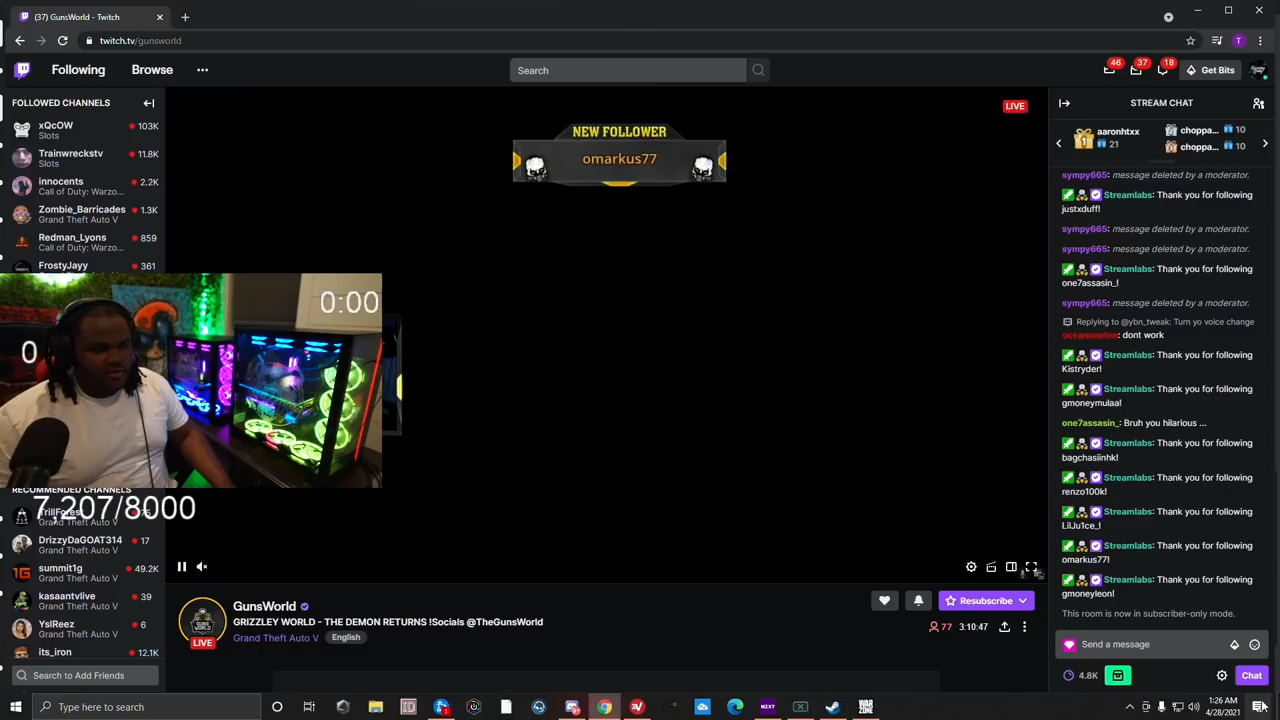 (37) GunsWorld - Twitch
twitch.tv/gunsworld
Following
Browse
Search
46
37
18
Get Bits
FOLLOWED CHANNELS
xQcOW
103K
Slots
Trainwreckstv
11.8K
Slots
innocents
2.2K
Call of Duty: Warzo...
Zombie_Barricades
1.3K
Grand Theft Auto V
Redman_Lyons
859
Call of Duty: Warzo...
FrostyJayy
361
0:00
0
RECOMMENDED CHANNELS
7,207/8000
TrillFores
75
Grand Theft Auto V
DrizzyDaGOAT314
17
Grand Theft Auto V
summit1g
49.2K
Grand Theft Auto V
kasaantvlive
39
Grand Theft Auto V
YslReez
6
Grand Theft Auto V
its_iron
12.1K
Search to Add Friends
LIVE
NEW FOLLOWER
omarkus77
GunsWorld
GRIZZLEY WORLD - THE DEMON RETURNS !Socials @TheGunsWorld
Grand Theft Auto V
English
LIVE
Resubscribe
77
3:10:47
STREAM CHAT
1
aaronhtxx
21
choppa...
10
choppa...
10
sympy665: message deleted by a moderator.
Streamlabs: Thank you for following
justxduff!
sympy665: message deleted by a moderator.
sympy665: message deleted by a moderator.
Streamlabs: Thank you for following
one7assasin_!
sympy665: message deleted by a moderator.
Replying to @ybn_tweak: Turn yo voice change
dont work
Streamlabs: Thank you for following
Kistryder!
Streamlabs: Thank you for following
gmoneymulaa!
one7assasin_: Bruh you hilarious ...
Streamlabs: Thank you for following
bagchasiinhk!
Streamlabs: Thank you for following
renzo100k!
Streamlabs: Thank you for following
LilJu1ce_!
Streamlabs: Thank you for following
omarkus77!
Streamlabs: Thank you for following
gmoneyleon!
This room is now in subscriber-only mode.
Send a message
4.8K
Chat
Type here to search
1:26 AM
4/28/2021